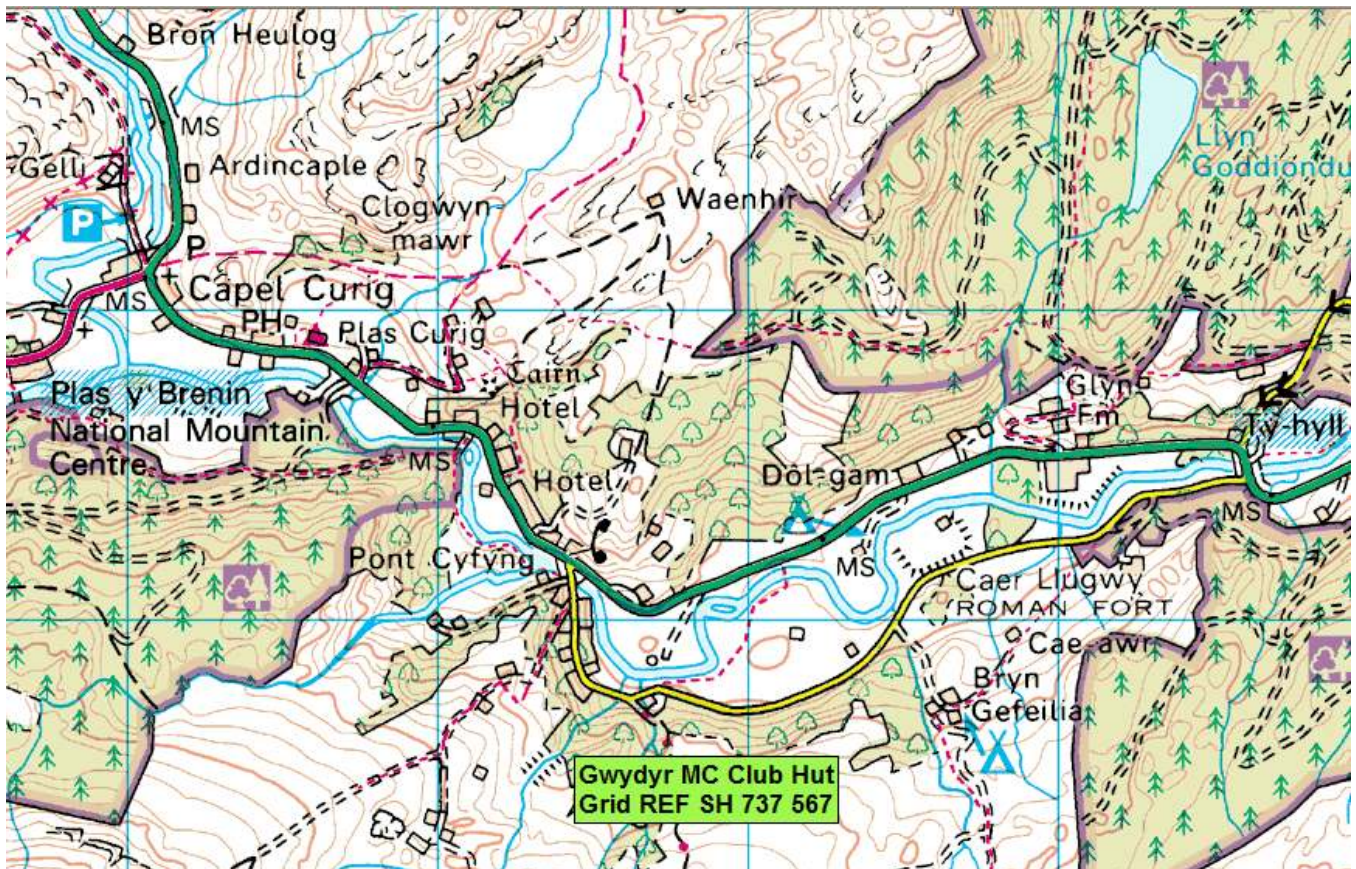 Bron Heulog
MS
Gelli
Ardincaple
Clogwyn-
mawr
Waenhir
Llyn
Goddiondu
P
P
MS
Capel Curig
PH
Plas Curig
Cairn
Hotel
Plas y Brenin
National Mountain
Centre
MS
Hotel
Glyn
Fm
Tŷ-hyll
Dôl-gam
MS
MS
Pont Cyfyng
Caer Llugwy
ROMAN FORT
Cae-awr
Bryn
Gefeilia
Gwydyr MC Club Hut
Grid REF SH 737 567